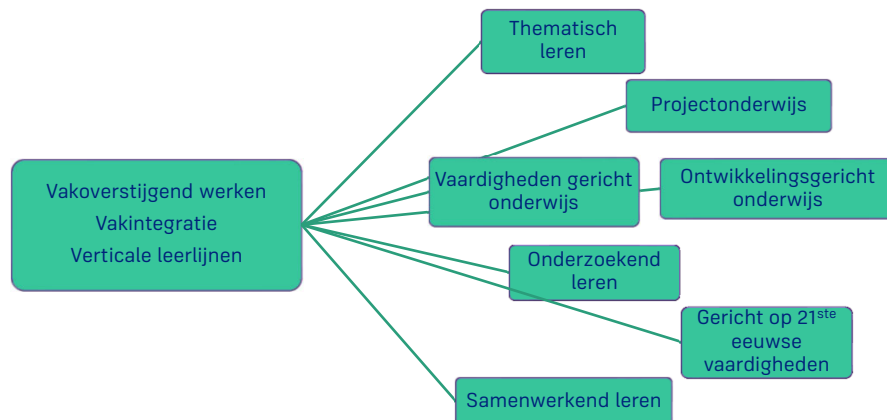 Thematisch
leren
Projectonderwijs
Vakoverstijgend werken
Vakintegratie
Verticale leerlijnen
Vaardigheden gericht
onderwijs
Ontwikkelingsgericht
onderwijs
Onderzoekend
leren
Gericht op 21ste
eeuwse
vaardigheden
Samenwerkend leren